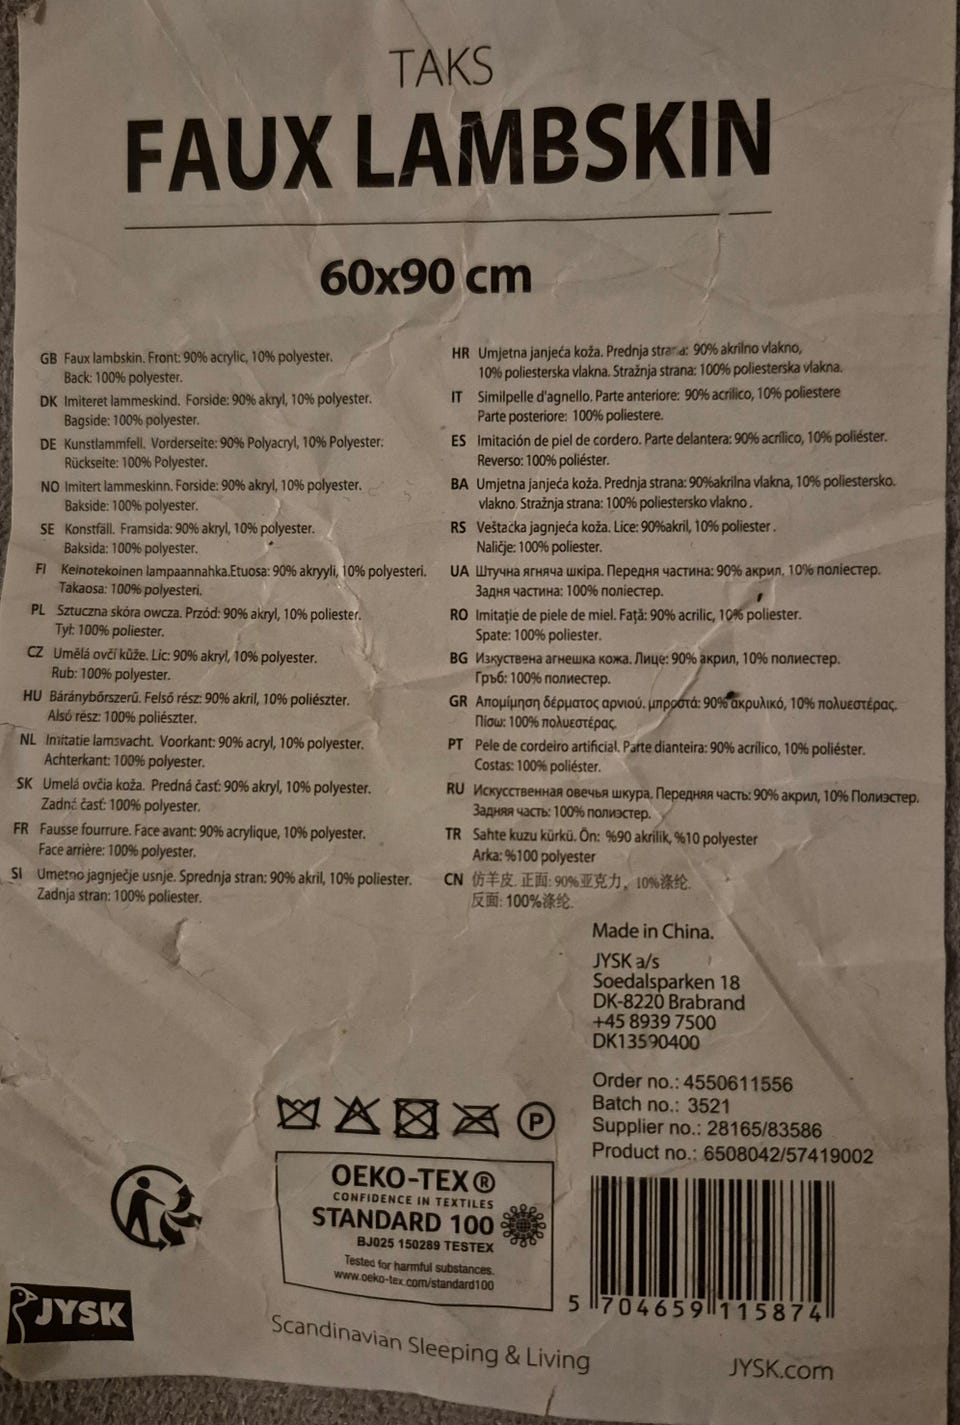 TAKS
FAUX LAMBSKIN
60x90 cm
GB Faux lambskin. Front: 90% acrylic, 10% polyester.
Back: 100% polyester.
DK Imiteret lammeskind. Forside: 90% akryl, 10% polyester.
Bagside: 100% polyester.
DE Kunstlammfell. Vorderseite: 90% Polyacryl, 10% Polyester.
Rückseite: 100% Polyester.
NO Imitert lammeskinn. Forside: 90% akryl, 10% polyester.
Bakside: 100% polyester.
SE Konstfäll. Framsida: 90% akryl, 10% polyester.
Baksida: 100% polyester.
FI Keinotekoinen lampaannahka.Etuosa: 90% akryyli, 10% polyesteri.
Takaosa: 100% polyesteri.
PL Sztuczna skóra owcza. Przód: 90% akryl, 10% poliester.
Tył: 100% poliester.
CZ Umělá ovčí kůže. Líc: 90% akryl, 10% polyester.
Rub: 100% polyester.
HU Báránybőrszerű. Felső rész: 90% akril, 10% poliészter.
Alsó rész: 100% poliészter.
NL Imitatie lamsvacht. Voorkant: 90% acryl, 10% polyester.
Achterkant: 100% polyester.
SK Umelá ovčia koža. Predná časť: 90% akryl, 10% polyester.
Zadná časť: 100% polyester.
FR Fausse fourrure. Face avant: 90% acrylique, 10% polyester.
Face arrière: 100% polyester.
SI Umetno jagnječje usnje. Sprednja stran: 90% akril, 10% poliester.
Zadnja stran: 100% poliester.
HR Umjetna janjeća koža. Prednja strana: 90% akrilno vlakno,
10% poliesterska vlakna. Stražnja strana: 100% poliesterska vlakna.
IT Similpelle d'agnello. Parte anteriore: 90% acrilico, 10% poliestere
Parte posteriore: 100% poliestere.
ES Imitación de piel de cordero. Parte delantera: 90% acrílico, 10% poliéster.
Reverso: 100% poliéster.
BA Umjetna janjeća koža. Prednja strana: 90%akrilna vlakna, 10% poliestersko.
vlakno. Stražnja strana: 100% poliestersko vlakno .
RS Veštacka jagnjeća koža. Lice: 90%akril, 10% poliester .
Naličje: 100% poliester.
UA Штучна ягняча шкіра. Передня частина: 90% акрил, 10% поліестер.
Задня частина: 100% поліестер.
RO Imitație de piele de miel. Față: 90% acrilic, 10% poliester.
Spate: 100% poliester.
BG Изкуствена агнешка кожа. Лице: 90% акрил, 10% полиестер.
Гръб: 100% полиестер.
GR Απομίμηση δέρματος αρνιού. μπροστά: 90% ακρυλικό, 10% πολυεστέρας.
Πίσω: 100% πολυεστέρας.
PT Pele de cordeiro artificial. Parte dianteira: 90% acrílico, 10% poliéster.
Costas: 100% poliéster.
RU Искусственная овечья шкура. Передняя часть: 90% акрил, 10% Полиэстер.
Задняя часть: 100% полиэстер.
TR Sahte kuzu kürkü. Ön: %90 akrilik, %10 polyester
Arka: %100 polyester
CN 仿羊皮. 正面: 90%亚克力, 10%涤纶.
反面: 100%涤纶.
Made in China.
JYSK a/s
Soedalsparken 18
DK-8220 Brabrand
+45 8939 7500
DK13590400
Order no.: 4550611556
Batch no.: 3521
Supplier no.: 28165/83586
Product no.: 6508042/57419002
P
OEKO-TEX®
CONFIDENCE IN TEXTILES
STANDARD 100
BJ025 150289 TESTEX
Tested for harmful substances.
www.oeko-tex.com/standard100
5 704659 115874
JYSK
Scandinavian Sleeping & Living
JYSK.com